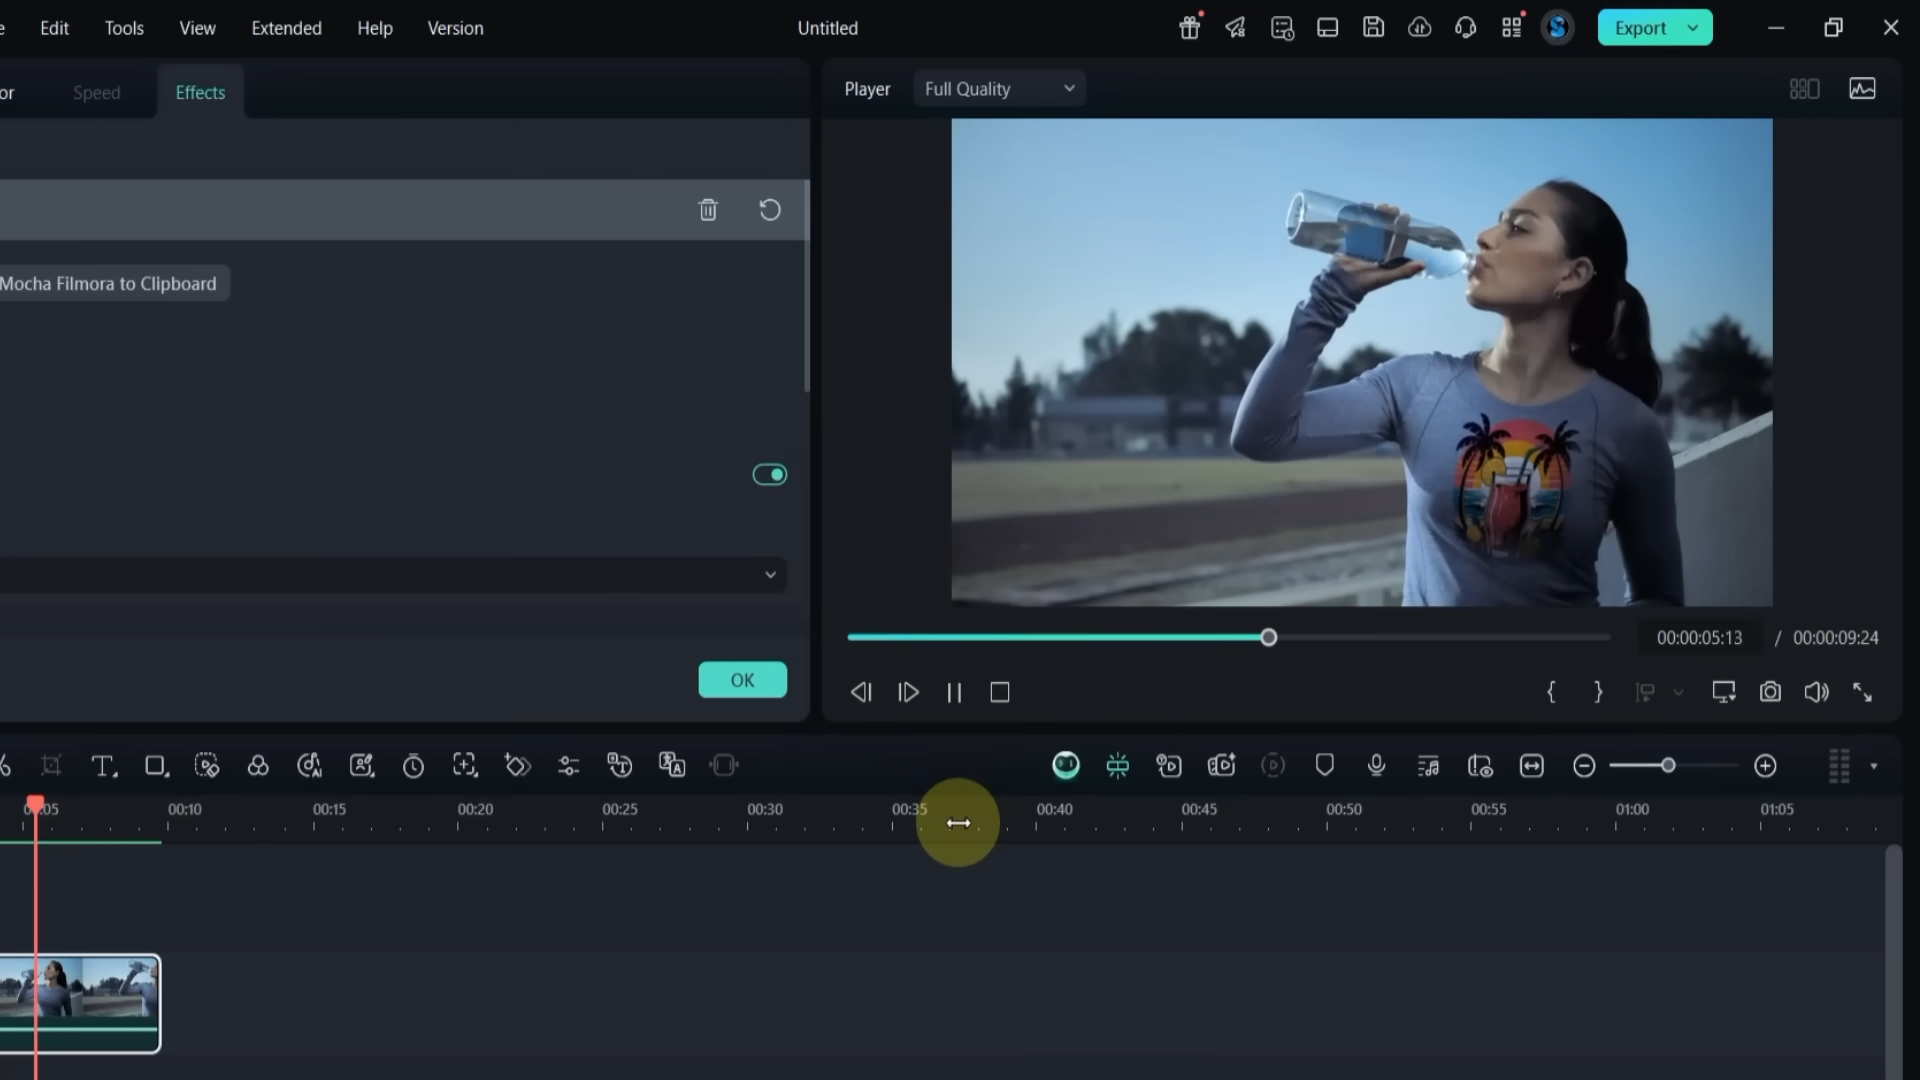 e Edit Tools View Extended Help Version Untitled Export
or Speed Effects Player Full Quality
Mocha Filmora to Clipboard
00:00:05:13 / 00:00:09:24
OK
00:05 00:10 00:15 00:20 00:25 00:30 00:35 00:40 00:45 00:50 00:55 01:00 01:05